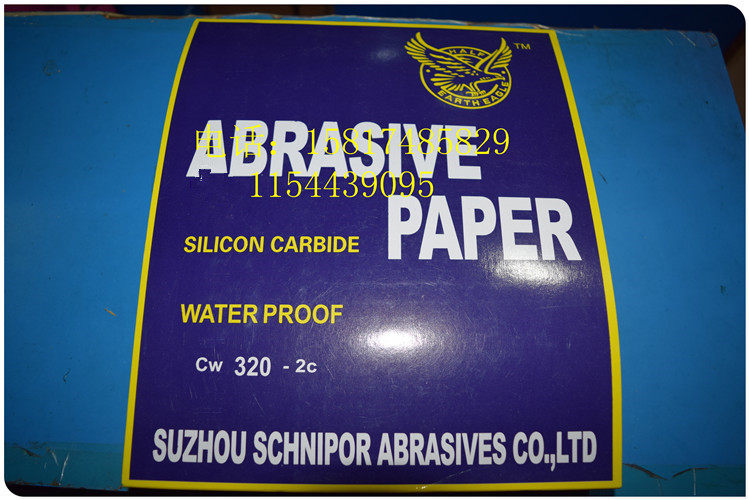 HALF
EARTH EAGLE
TM
ABRASIVE
电话：15817485829
1154439095
PAPER
SILICON CARBIDE
WATER PROOF
Cw 320 - 2c
SUZHOU SCHNIPOR ABRASIVES CO.,LTD